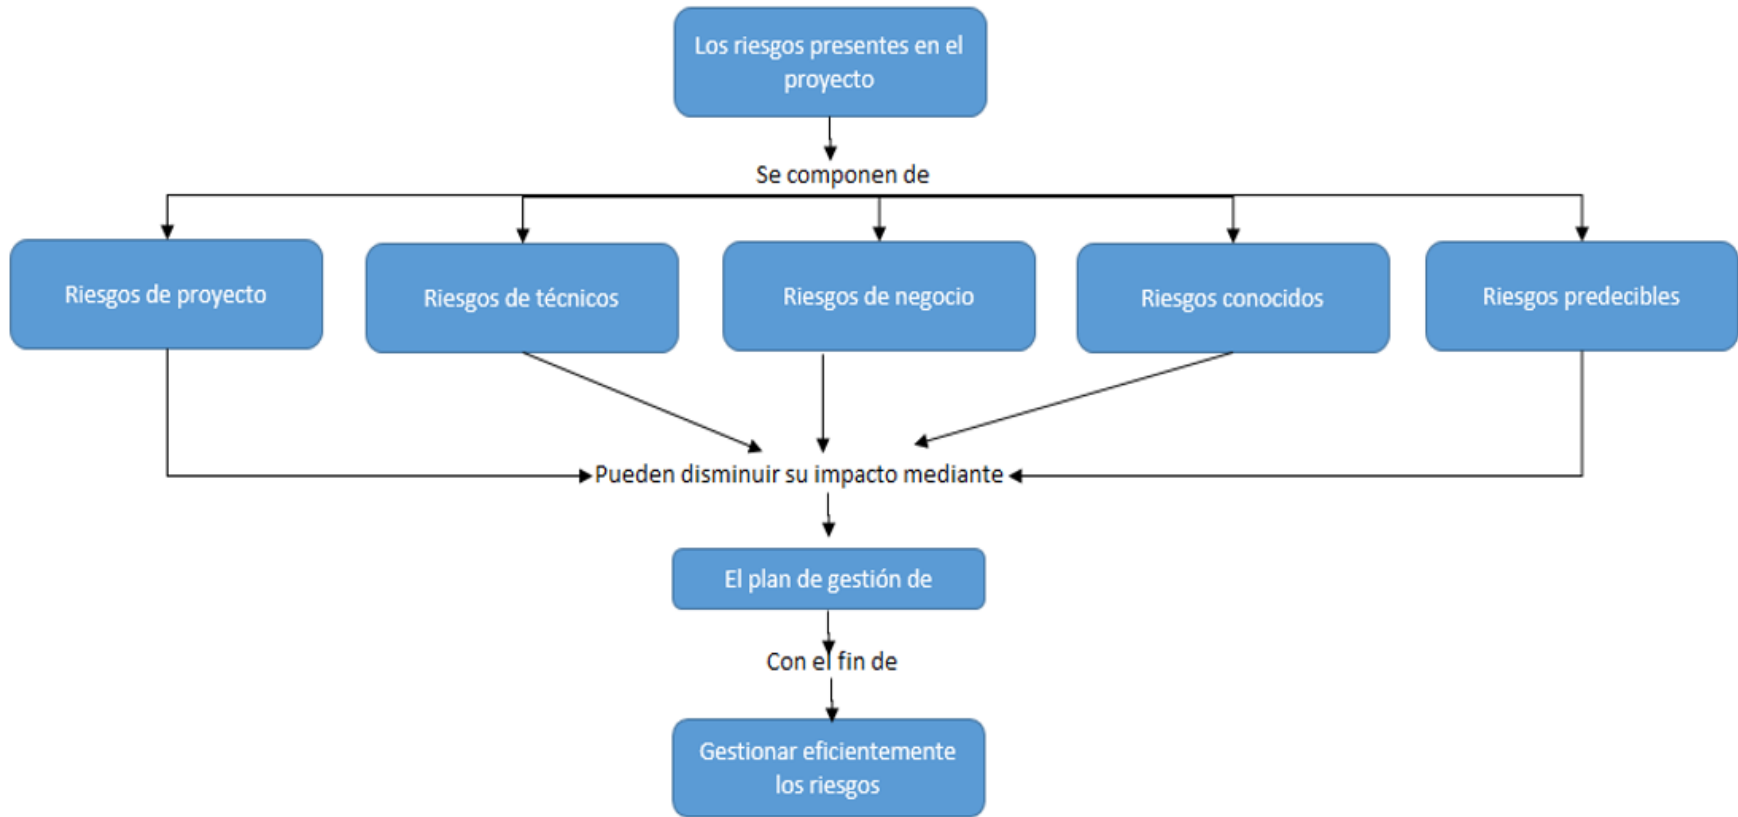 Los riesgos presentes en el
proyecto
Se componen de
Riesgos de proyecto
Riesgos de técnicos
Riesgos de negocio
Riesgos conocidos
Riesgos predecibles
Pueden disminuir su impacto mediante
El plan de gestión de
Con el fin de
Gestionar eficientemente
los riesgos